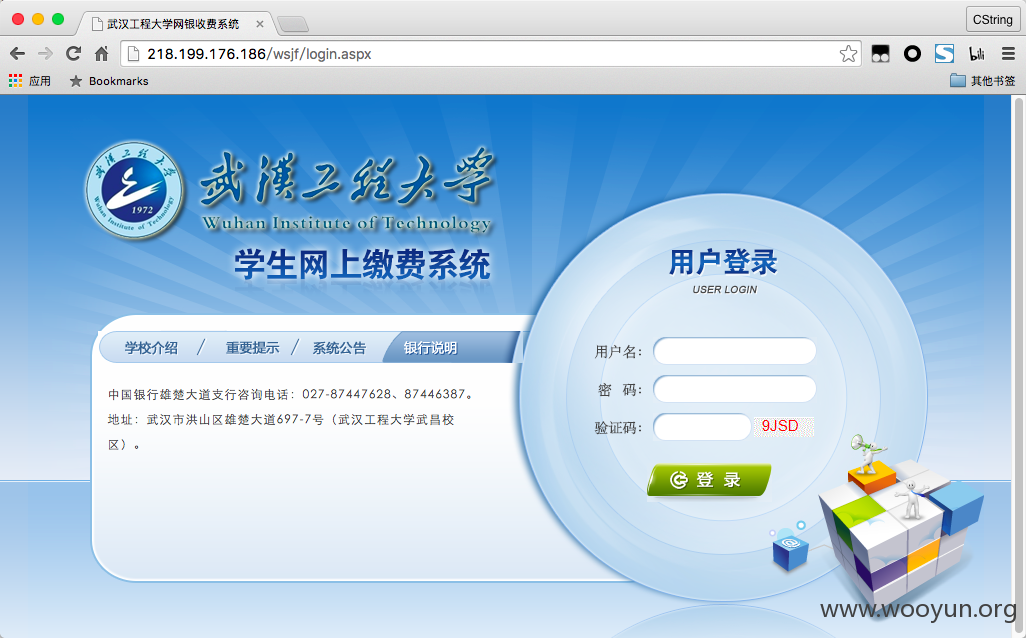 武汉工程大学网银收费系统
CString
218.199.176.186/wsjf/login.aspx
应用
Bookmarks
其他书签
武漢工程大學
Wuhan Institute of Technology
1972
武漢工程大學
Wuhan Institute of Technology
学生网上缴费系统
用户登录
USER LOGIN
学校介绍 / 重要提示 / 系统公告 银行说明
中国银行雄楚大道支行咨询电话：027-87447628、87446387。
地址：武汉市洪山区雄楚大道697-7号（武汉工程大学武昌校
区）。
用户名：
密 码：
验证码：
9JSD
登 录
www.wooyun.org